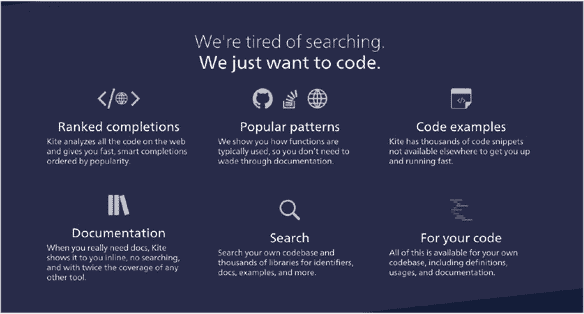 We're tired of searching.
We just want to code.
Ranked completions
Kite analyzes all the code on the web
and gives you fast, smart completions
ordered by popularity.
Popular patterns
We show you how functions are
typically used, so you don't need to
wade through documentation.
Code examples
Kite has thousands of code snippets
not available elsewhere to get you up
and running fast.
Documentation
When you really need docs, Kite
shows it to you inline, no searching,
and with twice the coverage of any
other tool.
Search
Search your own codebase and
thousands of libraries for identifiers,
docs, examples, and more.
For your code
All of this is available for your own
codebase, including definitions,
usages, and documentation.